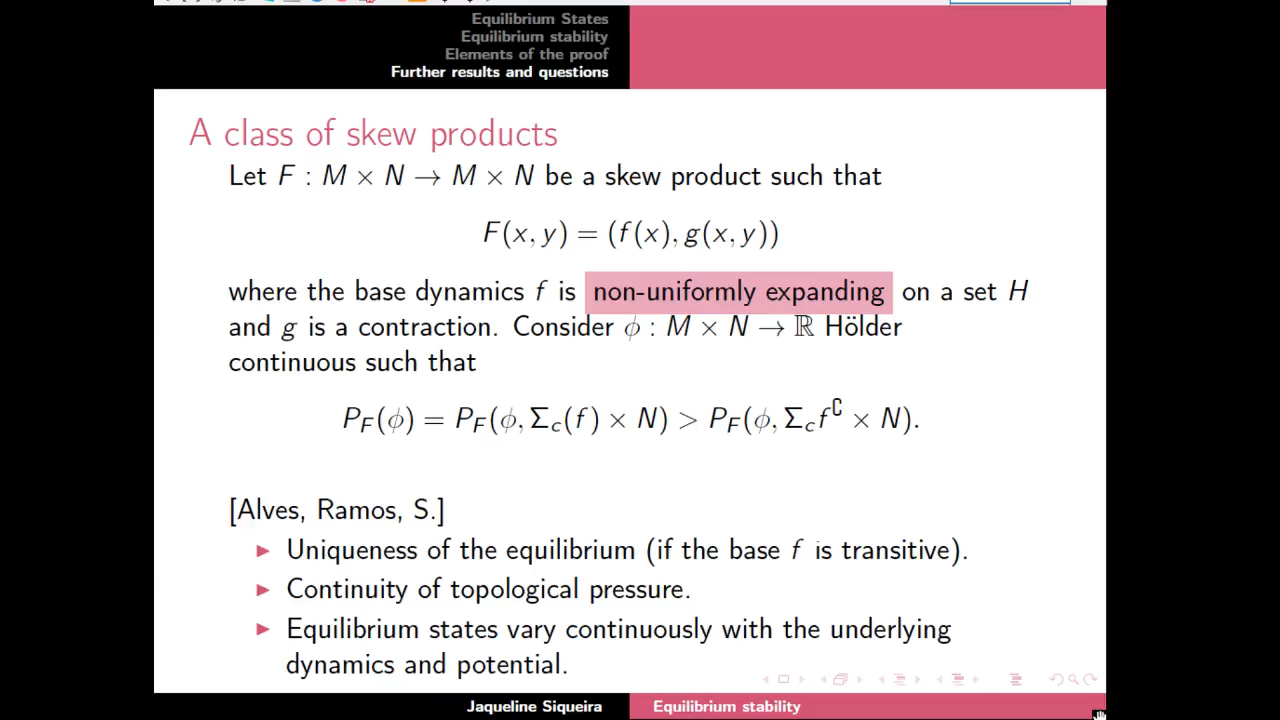 Equilibrium States
Equilibrium stability
Elements of the proof
Further results and questions
A class of skew products
Let F : M × N → M × N be a skew product such that
F(x, y) = (f(x), g(x, y))
where the base dynamics f is non-uniformly expanding on a set H
and g is a contraction. Consider ϕ : M × N → ℝ Hölder
continuous such that
P_F(ϕ) = P_F(ϕ, Σ_c(f) × N) > P_F(ϕ, Σ_c f^∁ × N).
[Alves, Ramos, S.]
▶ Uniqueness of the equilibrium (if the base f is transitive).
▶ Continuity of topological pressure.
▶ Equilibrium states vary continuously with the underlying
dynamics and potential.
Jaqueline Siqueira
Equilibrium stability